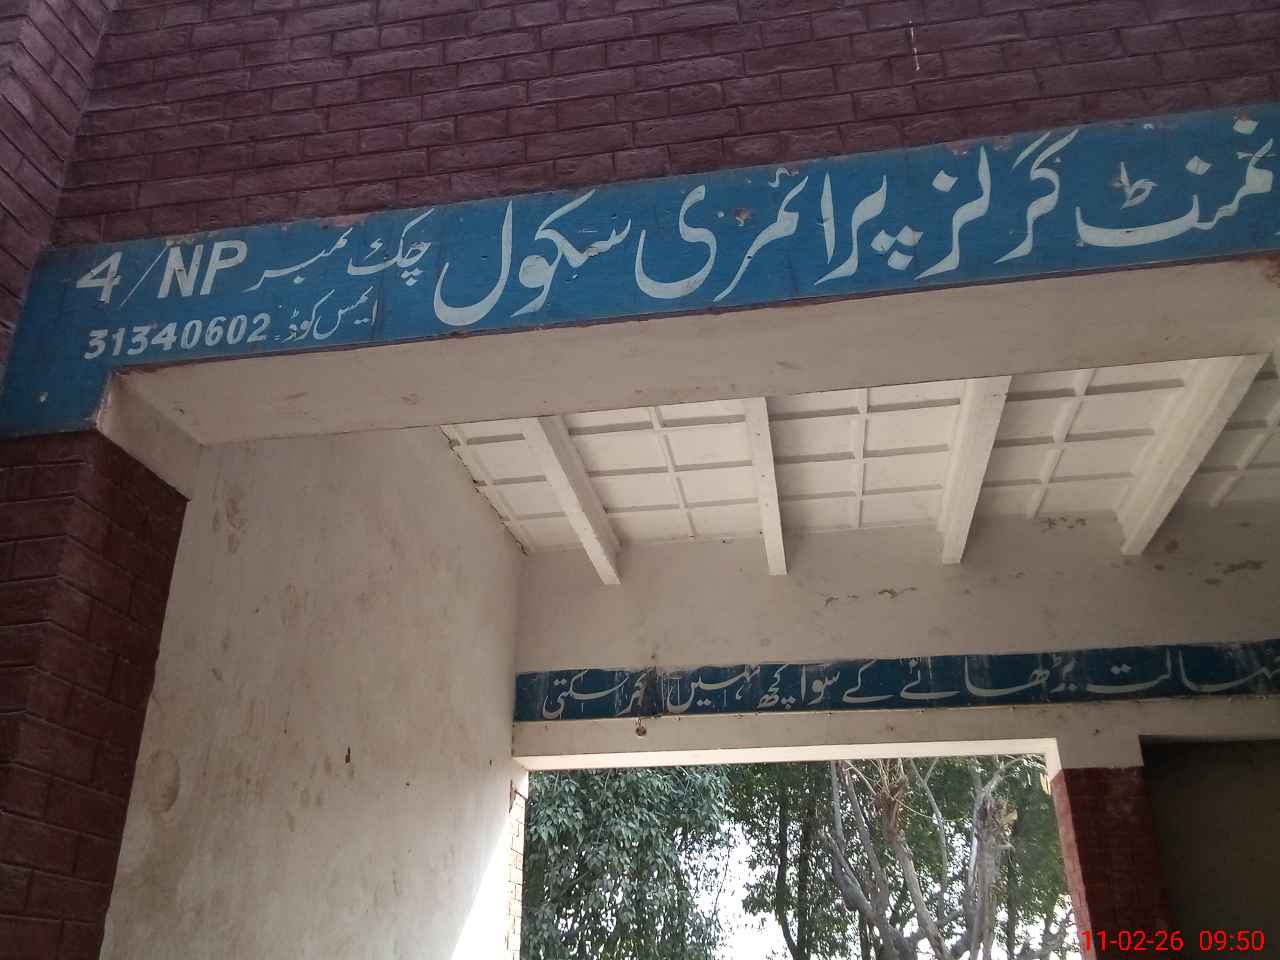 نمنٹ گرلز پرائمری سکول چک نمبر 4/NP
ایمس کوڈ: 31340602
بڑھانے کے سوا کچھ نہیں کر سکتی
11-02-26 09:50